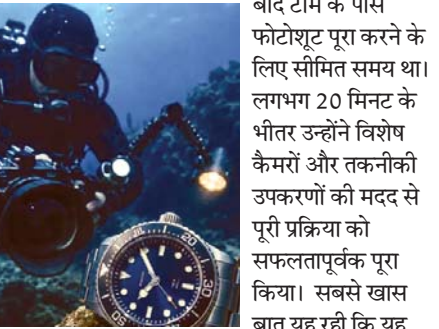 बाद टीम के पास
फोटोशूट पूरा करने के
लिए सीमित समय था।
लगभग 20 मिनट के
भीतर उन्होंने विशेष
कैमरों और तकनीकी
उपकरणों की मदद से
पूरी प्रक्रिया को
सफलतापूर्वक पूरा
किया। सबसे खास
बात यह रही कि यह